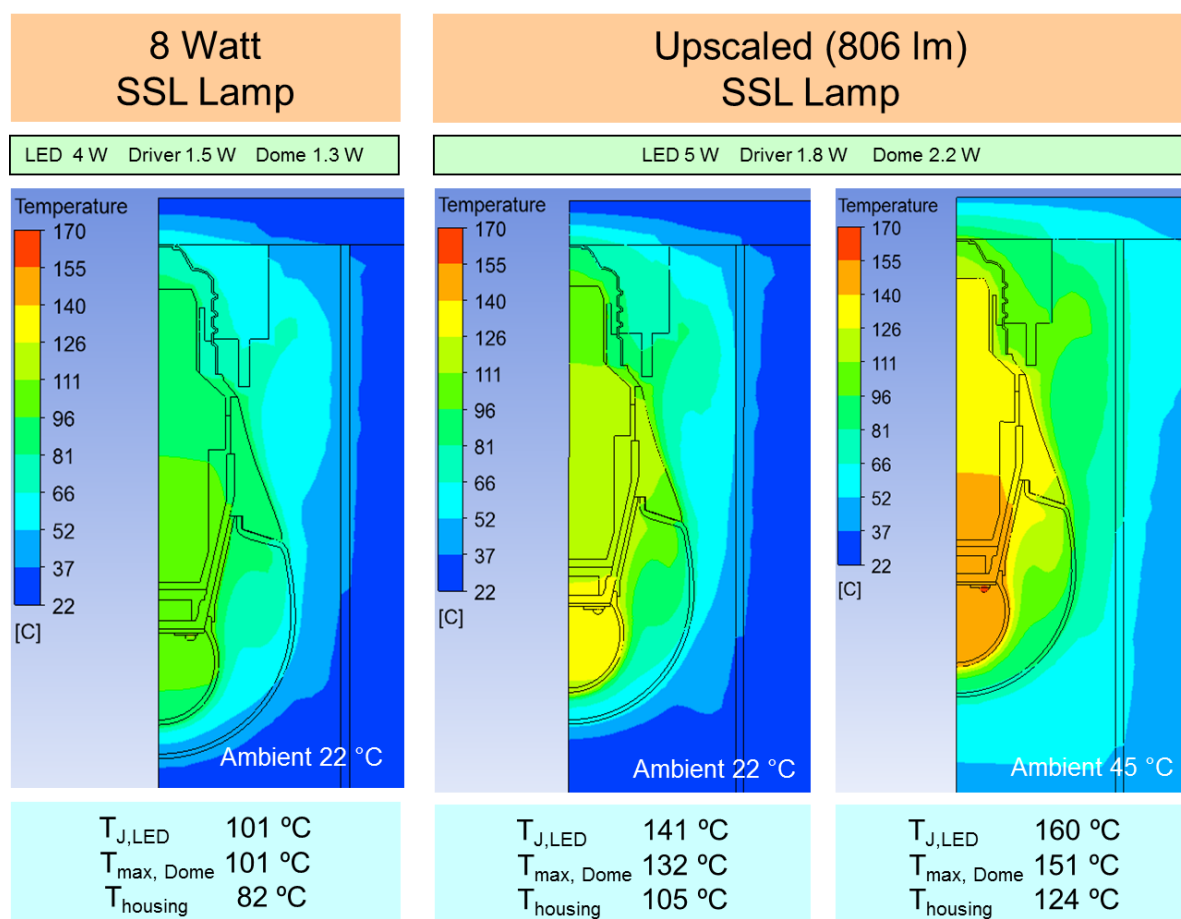 8 Watt
SSL Lamp
Upscaled (806 lm)
SSL Lamp
LED 4 W Driver 1.5 W Dome 1.3 W
LED 5 W Driver 1.8 W Dome 2.2 W
Temperature
170
155
140
126
111
96
81
66
52
37
22
[C]
Ambient 22 °C
Temperature
170
155
140
126
111
96
81
66
52
37
22
[C]
Ambient 22 °C
Temperature
170
155
140
126
111
96
81
66
52
37
22
[C]
Ambient 45 °C
TJ,LED 101 ºC
Tmax, Dome 101 ºC
Thousing 82 ºC
TJ,LED 141 ºC
Tmax, Dome 132 ºC
Thousing 105 ºC
TJ,LED 160 ºC
Tmax, Dome 151 ºC
Thousing 124 ºC